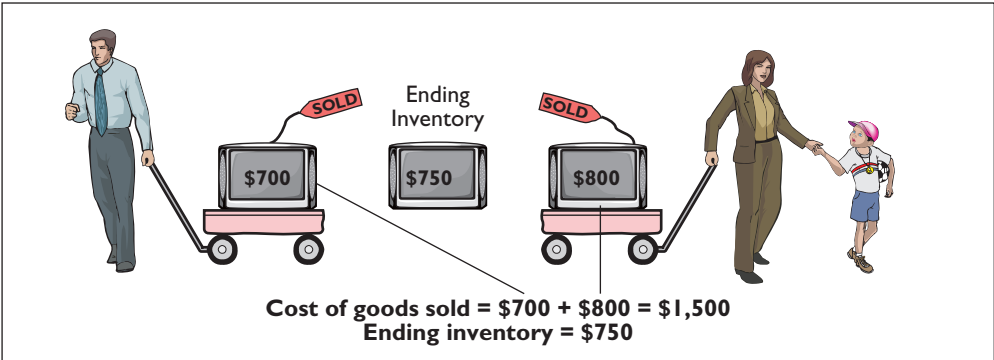 SOLD
Ending
Inventory
SOLD
$700
$750
$800
Cost of goods sold = $700 + $800 = $1,500
Ending inventory = $750